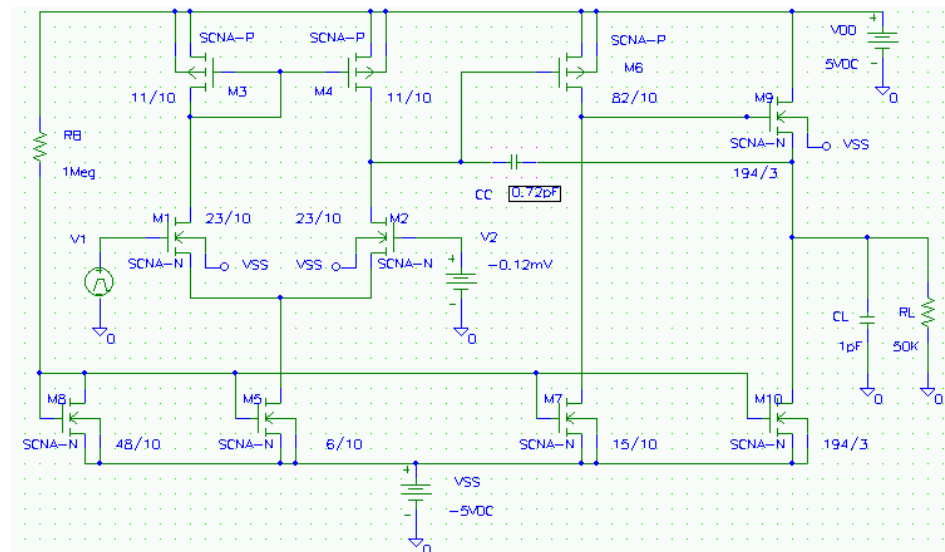 SCNA-P SCNA-P SCNA-P
VDD
5VDC
0
M3 M4 M6
11/10 11/10 82/10
M9
SCNA-N
VSS
194/3
RB
1Meg
CC 0.72pF
M1 23/10 23/10 M2
V1 V2
SCNA-N VSS VSS SCNA-N
-0.12mV
0 0
CL RL
1pF 50K
0 0
M8 M5 M7 M10
SCNA-N 48/10 SCNA-N 6/10 SCNA-N 15/10 SCNA-N 194/3
VSS
-5VDC
0